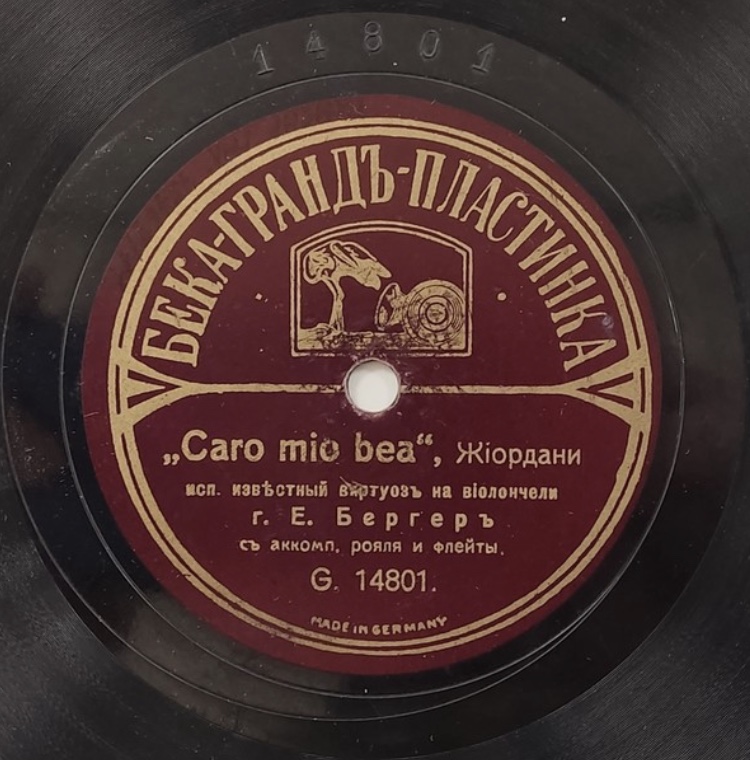 14801
БЕКА-ГРАНДЪ-ПЛАСТИНКА
„Caro mio bea“, Жіордани
исп. извѣстный виртуозъ на віолончели
г. Е. Бергеръ
съ аккомп. рояля и флейты.
G. 14801.
MADE IN GERMANY